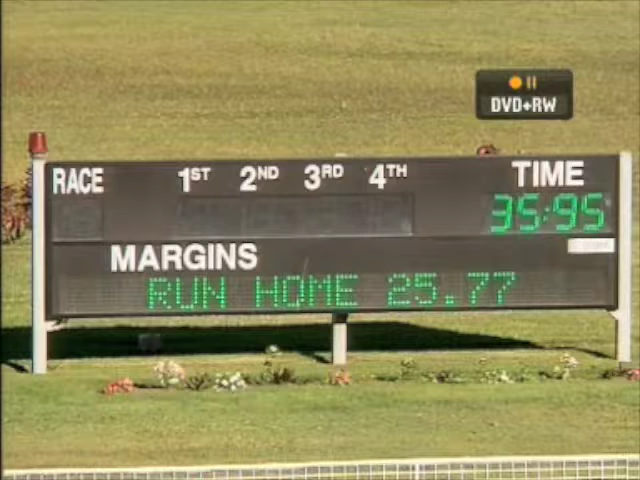 DVD+RW
RACE 1ST 2ND 3RD 4TH TIME
35:95
MARGINS
RUN HOME 25.77